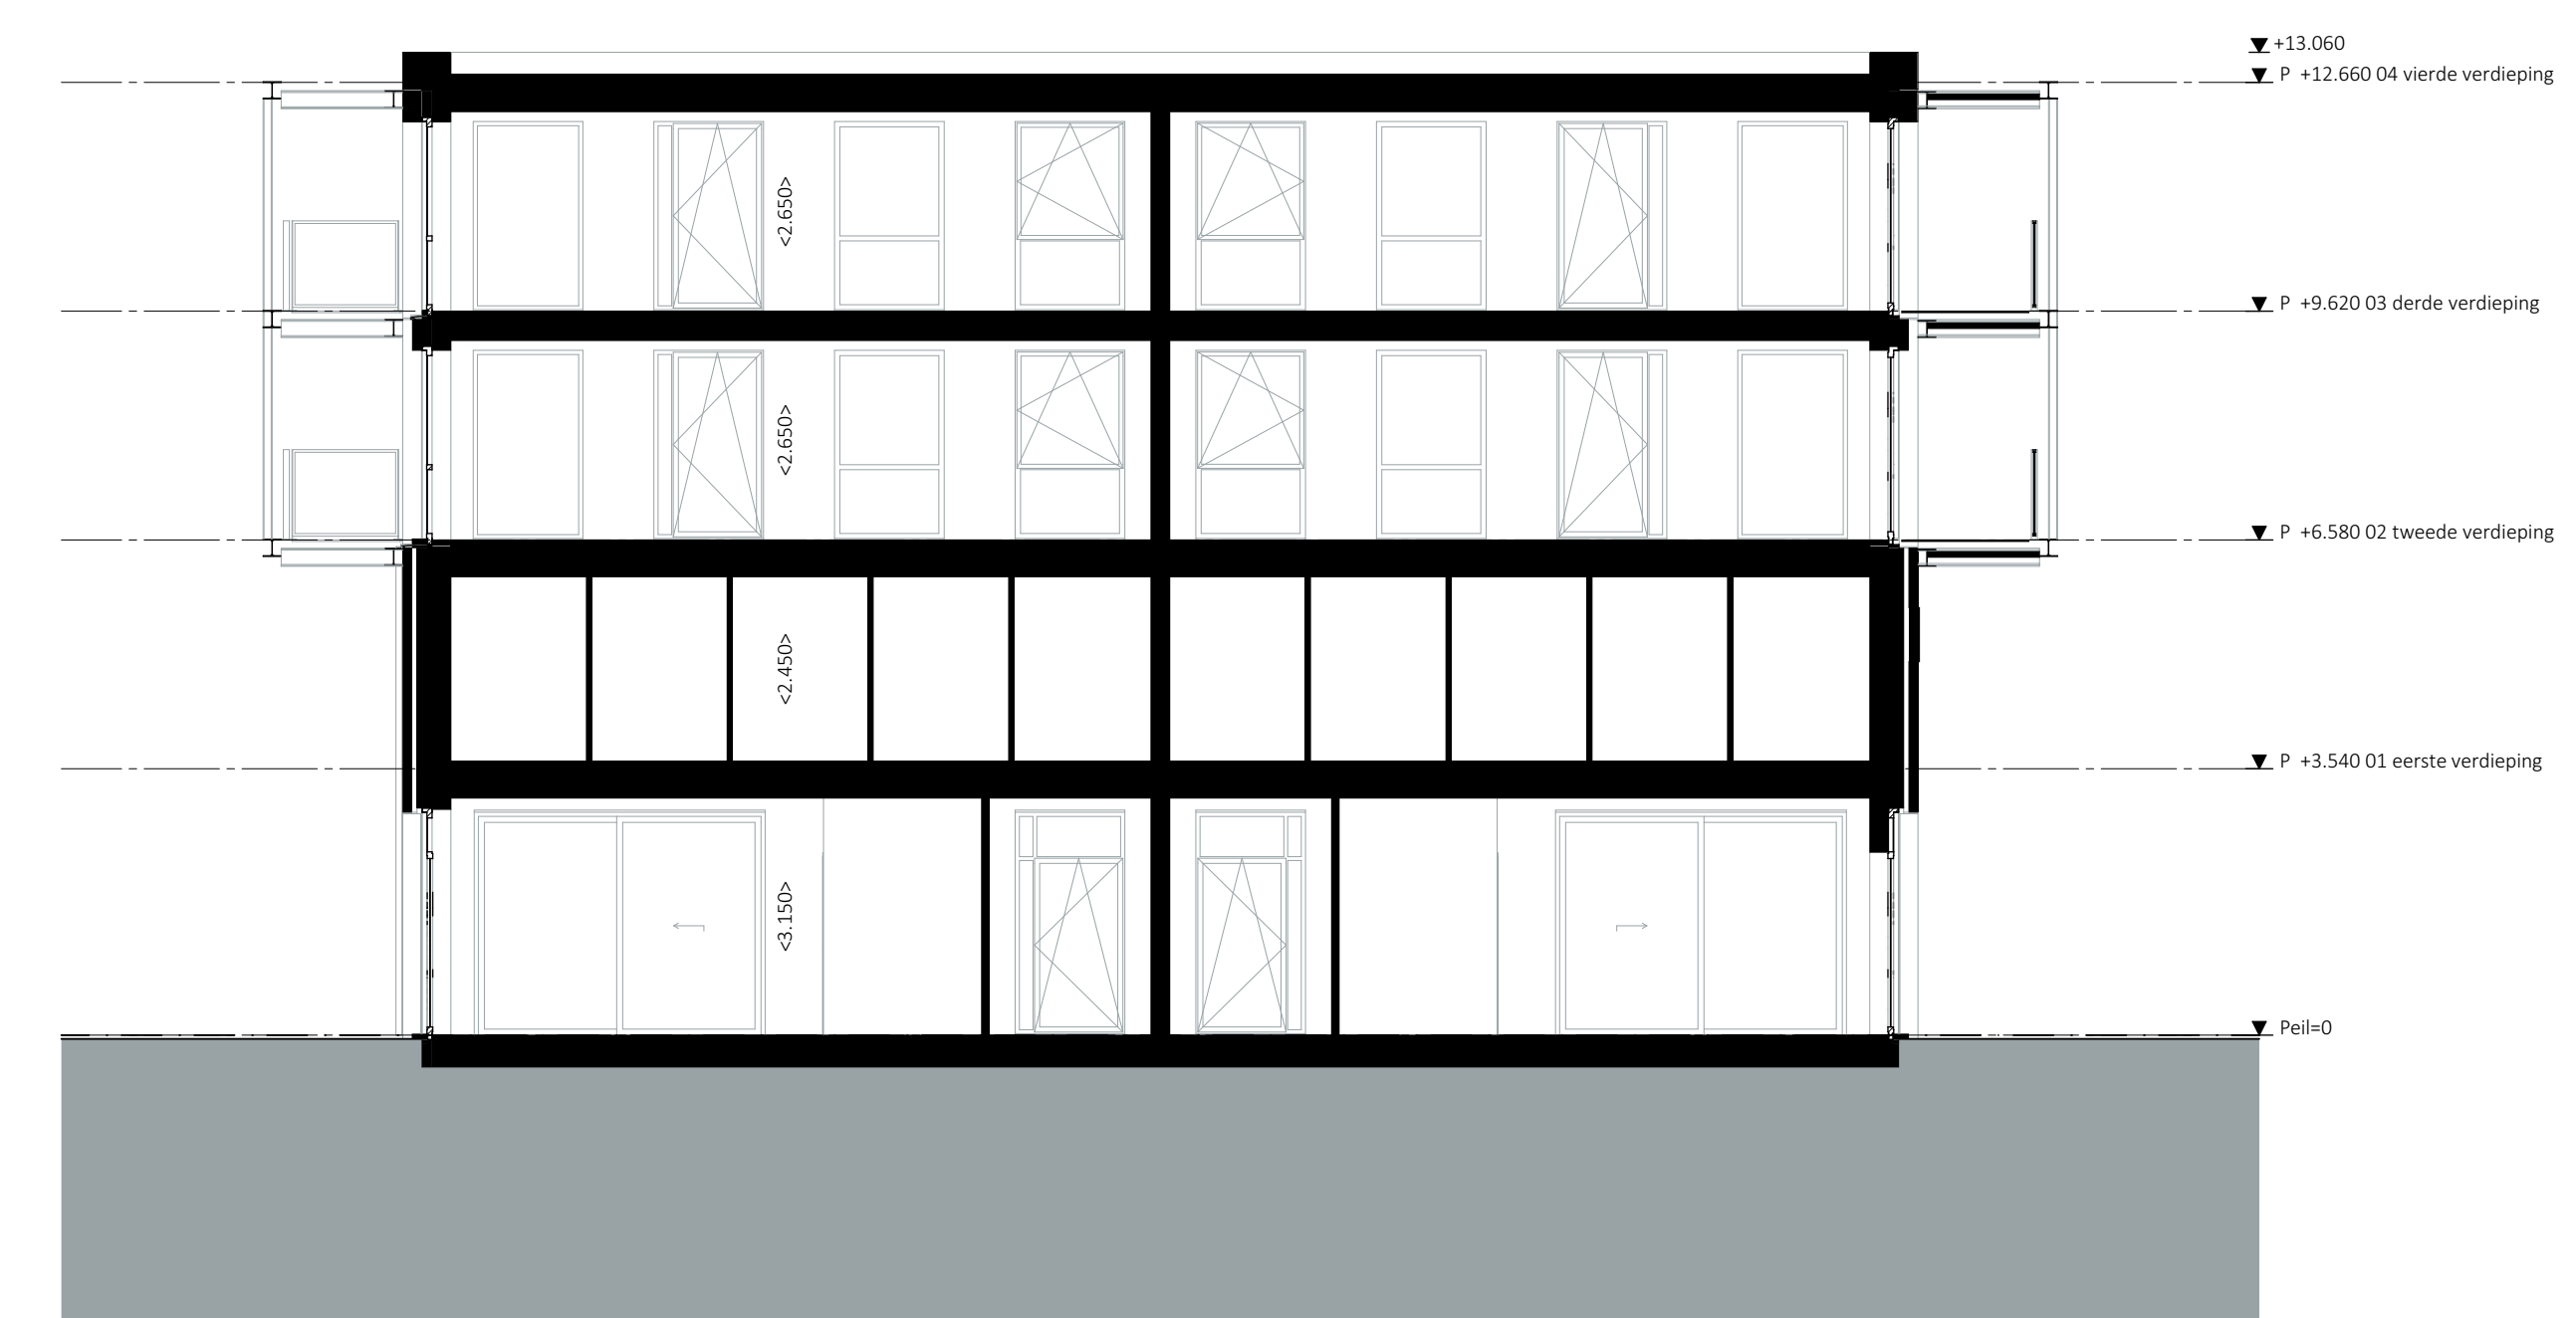 +13.060
P +12.660 04 vierde verdieping
<2.650>
P +9.620 03 derde verdieping
<2.650>
P +6.580 02 tweede verdieping
<2.450>
P +3.540 01 eerste verdieping
<3.150>
Peil=0